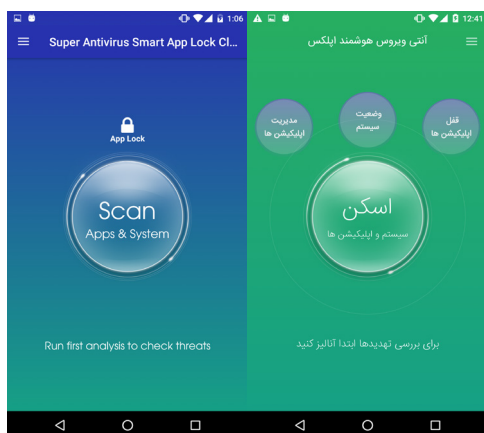 1:06
Super Antivirus Smart App Lock Cl...
App Lock
Scan
Apps & System
Run first analysis to check threats
12:41
آنتی ویروس هوشمند اپلکس
قفل
اپلیکیشن ها
وضعیت
سیستم
مدیریت
اپلیکیشن ها
اسکن
سیستم و اپلیکیشن ها
برای بررسی تهدیدها ابتدا آنالیز کنید